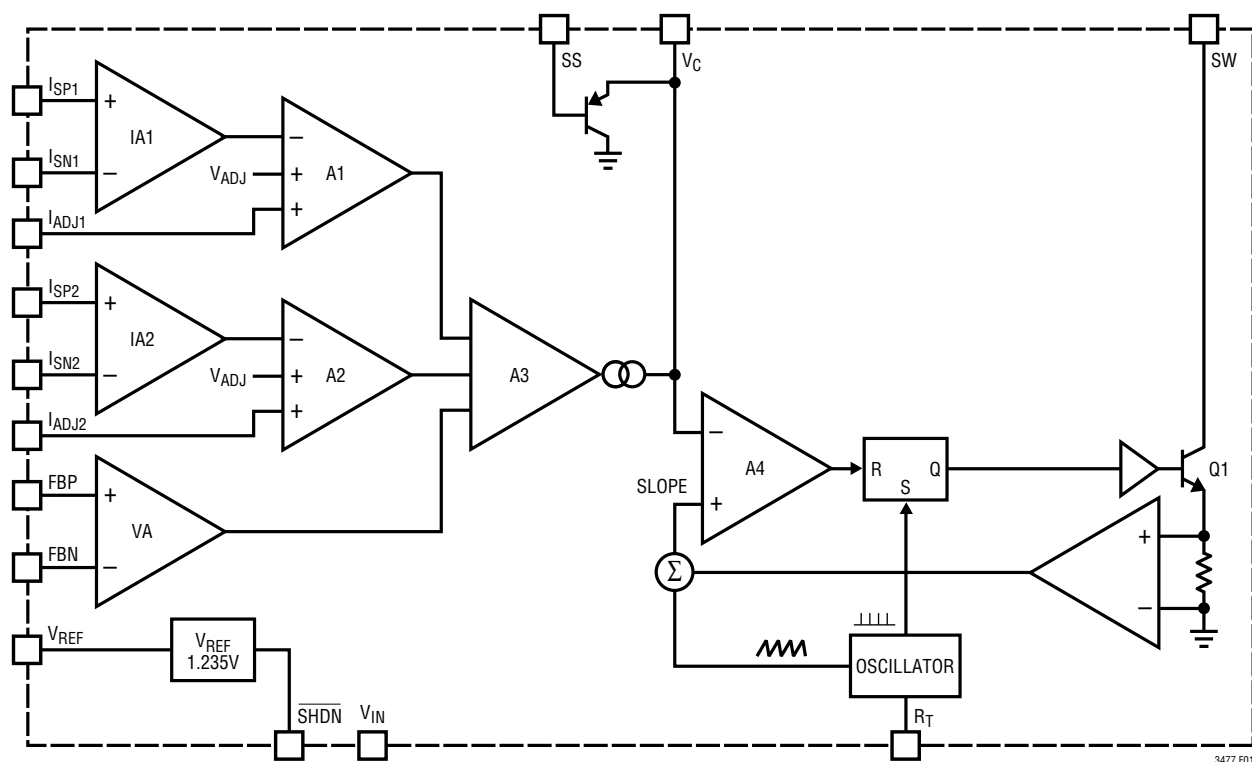 SS
V_C
SW
I_SP1
+
IA1
I_SN1
−
−
V_ADJ
+
A1
+
I_ADJ1
I_SP2
+
IA2
I_SN2
−
−
V_ADJ
+
A2
+
I_ADJ2
A3
FBP
+
VA
FBN
−
−
A4
SLOPE
+
R
Q
S
Q1
+
−
Σ
V_REF
V_REF
1.235V
OSCILLATOR
SHDN
V_IN
R_T
3477 F01